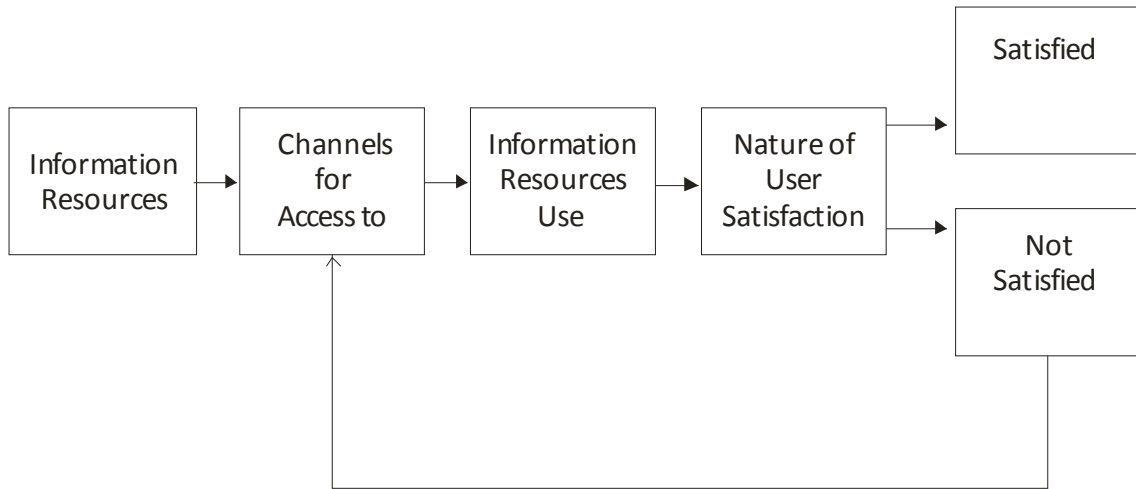 Information
Resources
Channels
for
Access to
Information
Resources
Use
Nature of
User
Satisfaction
Satisfied
Not
Satisfied